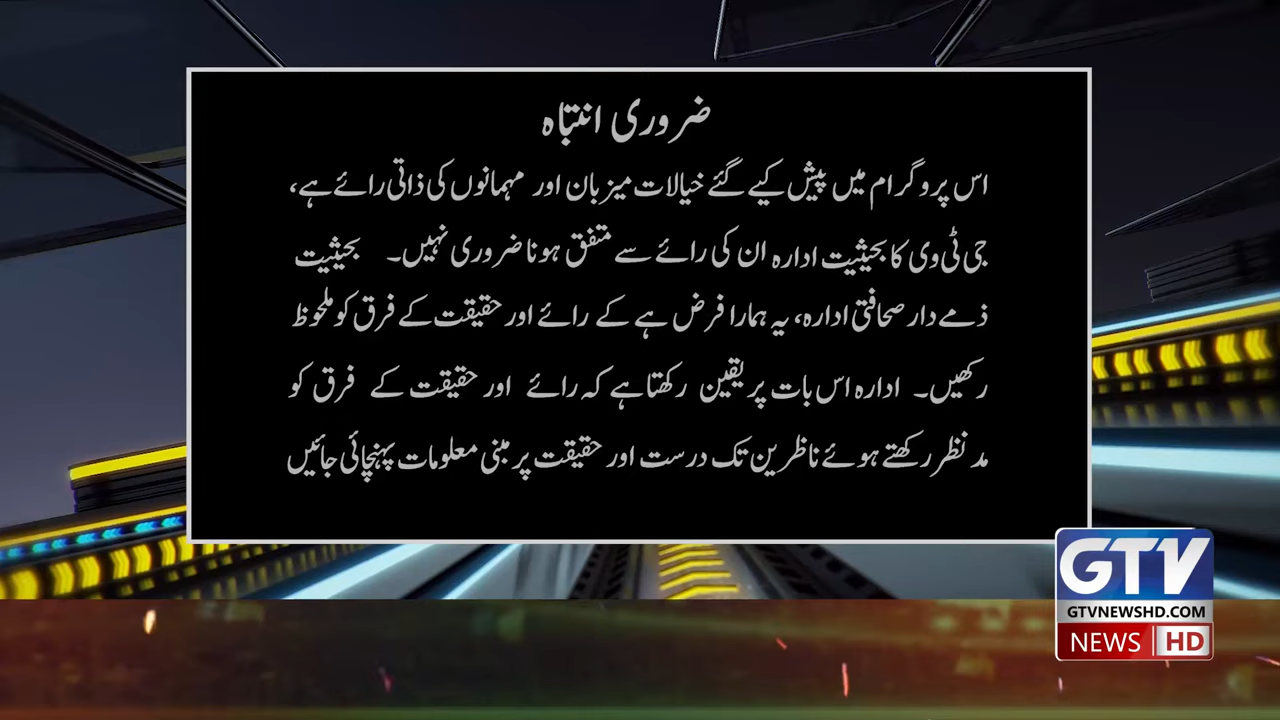 ضروری انتباہ
اس پروگرام میں پیش کیے گئے خیالات میزبان اور مہمانوں کی ذاتی رائے ہے،
جی ٹی وی کا بحیثیت ادارہ ان کی رائے سے متفق ہونا ضروری نہیں۔ بحیثیت
ذمے دار صحافتی ادارہ، یہ ہمارا فرض ہے کے رائے اور حقیقت کے فرق کو ملحوظ
رکھیں۔ ادارہ اس بات پر یقین رکھتا ہے کہ رائے اور حقیقت کے فرق کو
مد نظر رکھتے ہوئے ناظرین تک درست اور حقیقت پر مبنی معلومات پہنچائی جائیں
GTV
GTVNEWSHD.COM
NEWS HD